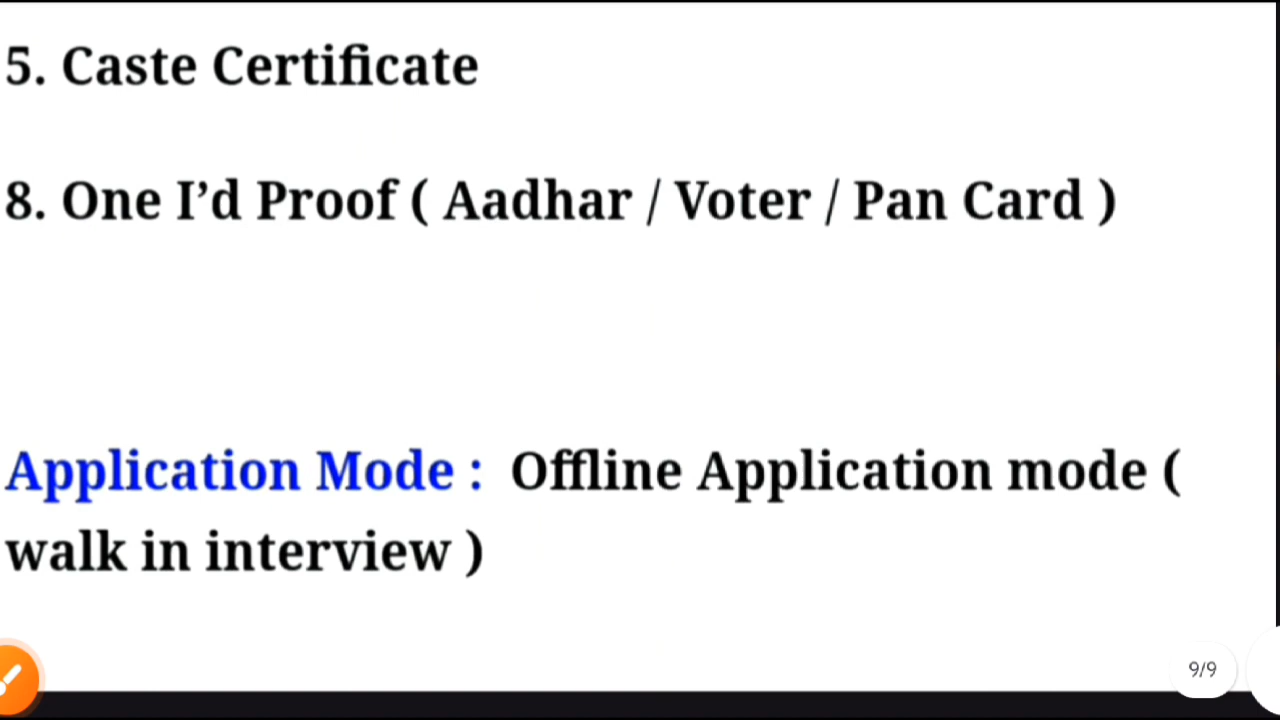 5. Caste Certificate
8. One I’d Proof ( Aadhar / Voter / Pan Card )
Application Mode :  Offline Application mode (
walk in interview )
9/9